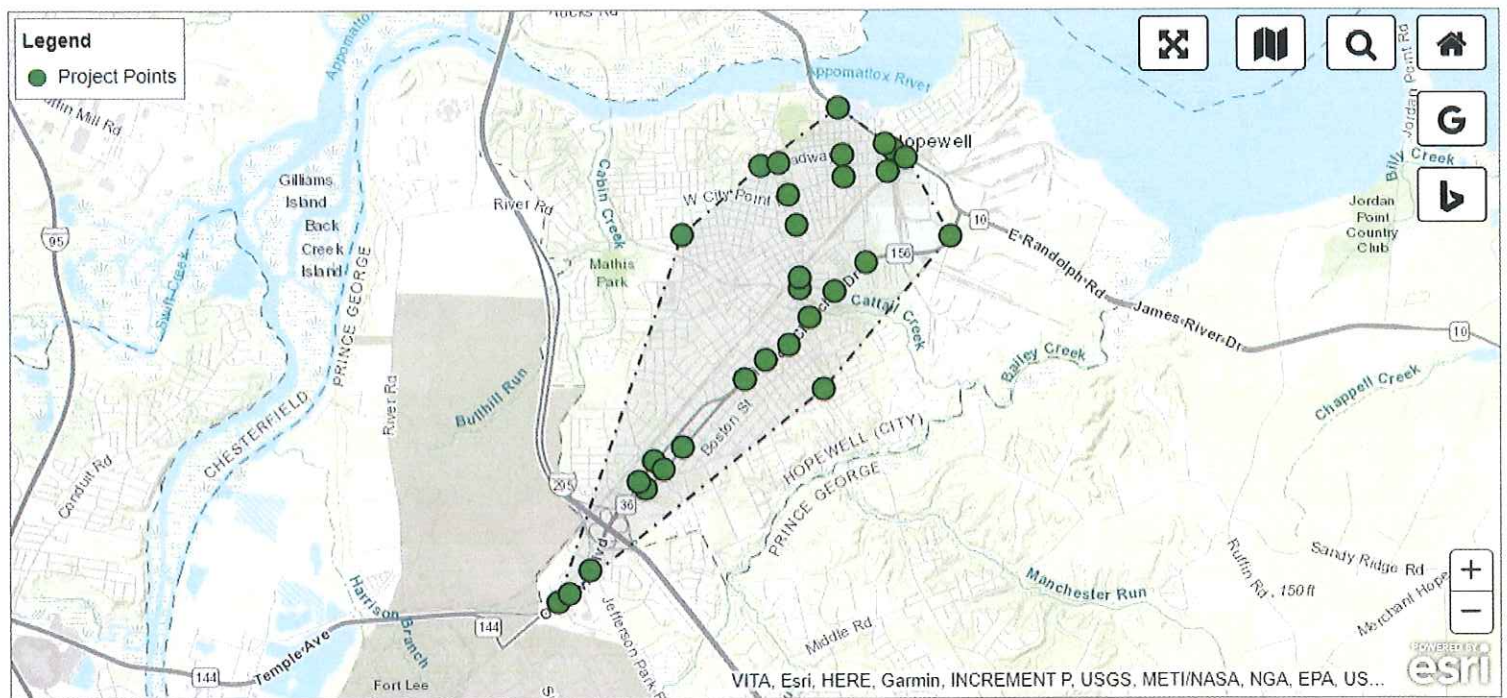 Legend
Project Points
Appomattox River
Hopewell
W City Point
River Rd
Cabin Creek
Gilliams
Island
Back
Creek
Island
Mathis
Park
Swift Creek
95
PRINCE GEORGE
CHESTERFIELD
River Rd
Bullhill Run
Conduit Rd
10
156
E Randolph Rd
James River Dr
10
Cattail Creek
Bailey Creek
Chappell Creek
Jordan Point Rd
Billy Creek
Jordan
Point
Country
Club
G
b
Boston St
HOPEWELL (CITY)
PRINCE GEORGE
295
36
Manchester Run
Middle Rd
Ruffin Rd
150 ft
Sandy Ridge Rd
+
−
Harrison Branch
Temple Ave
144
144
Fort Lee
Jefferson Park R
VITA, Esri, HERE, Garmin, INCREMENT P, USGS, METI/NASA, NGA, EPA, US...
POWERED BY
esri